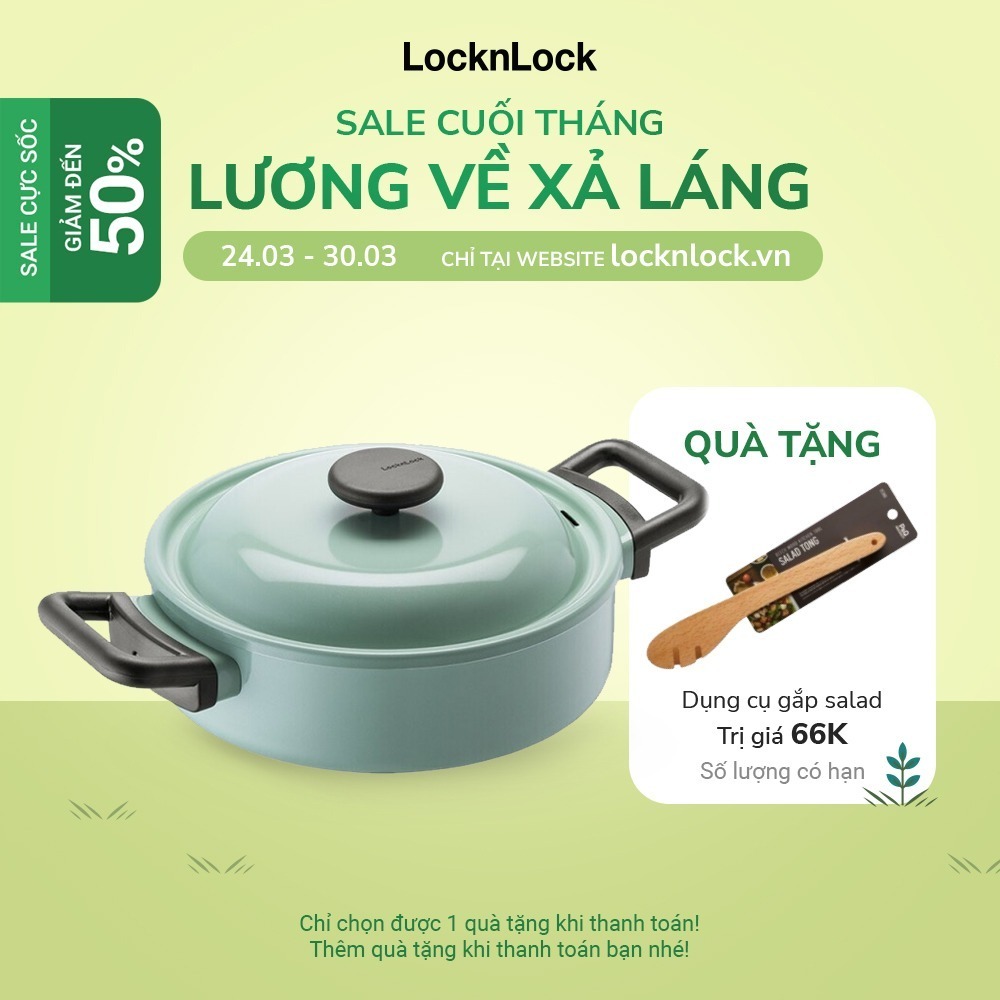 LocknLock
SALE CUỐI THÁNG
LƯƠNG VỀ XẢ LÁNG
24.03 - 30.03 CHỈ TẠI WEBSITE locknlock.vn
SALE CỰC SỐC
GIẢM ĐẾN
50%
LocknLock
QUÀ TẶNG
SALAD TONG
Dụng cụ gắp salad
Trị giá 66K
Số lượng có hạn
Chỉ chọn được 1 quà tặng khi thanh toán!
Thêm quà tặng khi thanh toán bạn nhé!